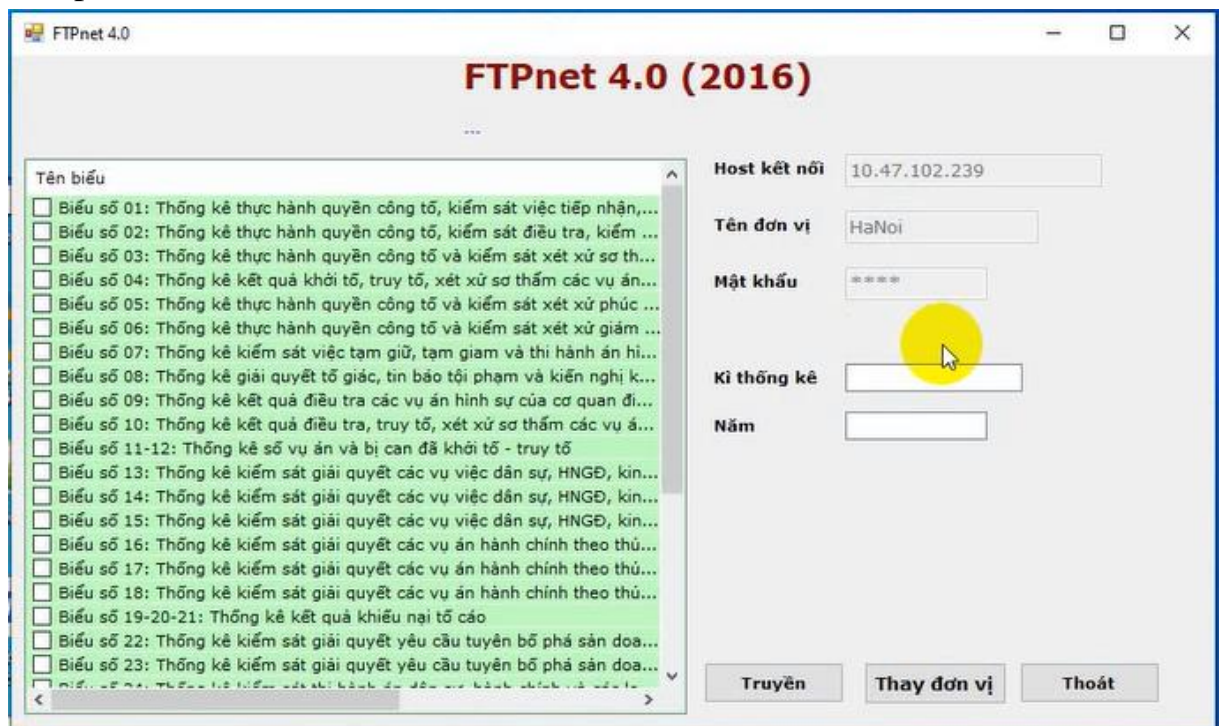 FTPnet 4.0
FTPnet 4.0 (2016)
---
Tên biểu
Biểu số 01: Thống kê thực hành quyền công tố, kiểm sát việc tiếp nhận,...
Biểu số 02: Thống kê thực hành quyền công tố, kiểm sát điều tra, kiểm ...
Biểu số 03: Thống kê thực hành quyền công tố và kiểm sát xét xử sơ th...
Biểu số 04: Thống kê kết quả khởi tố, truy tố, xét xử sơ thẩm các vụ án...
Biểu số 05: Thống kê thực hành quyền công tố và kiểm sát xét xử phúc ...
Biểu số 06: Thống kê thực hành quyền công tố và kiểm sát xét xử giám ...
Biểu số 07: Thống kê kiểm sát việc tạm giữ, tạm giam và thi hành án hì...
Biểu số 08: Thống kê giải quyết tố giác, tin báo tội phạm và kiến nghị k...
Biểu số 09: Thống kê kết quả điều tra các vụ án hình sự của cơ quan đi...
Biểu số 10: Thống kê kết quả điều tra, truy tố, xét xử sơ thẩm các vụ á...
Biểu số 11-12: Thống kê số vụ án và bị can đã khởi tố - truy tố
Biểu số 13: Thống kê kiểm sát giải quyết các vụ việc dân sự, HNGĐ, kin...
Biểu số 14: Thống kê kiểm sát giải quyết các vụ việc dân sự, HNGĐ, kin...
Biểu số 15: Thống kê kiểm sát giải quyết các vụ việc dân sự, HNGĐ, kin...
Biểu số 16: Thống kê kiểm sát giải quyết các vụ án hành chính theo thủ...
Biểu số 17: Thống kê kiểm sát giải quyết các vụ án hành chính theo thủ...
Biểu số 18: Thống kê kiểm sát giải quyết các vụ án hành chính theo thủ...
Biểu số 19-20-21: Thống kê kết quả khiếu nại tố cáo
Biểu số 22: Thống kê kiểm sát giải quyết yêu cầu tuyên bố phá sản doa...
Biểu số 23: Thống kê kiểm sát giải quyết yêu cầu tuyên bố phá sản doa...
Host kết nối 10.47.102.239
Tên đơn vị HaNoi
Mật khẩu ****
Kì thống kê
Năm
Truyền Thay đơn vị Thoát